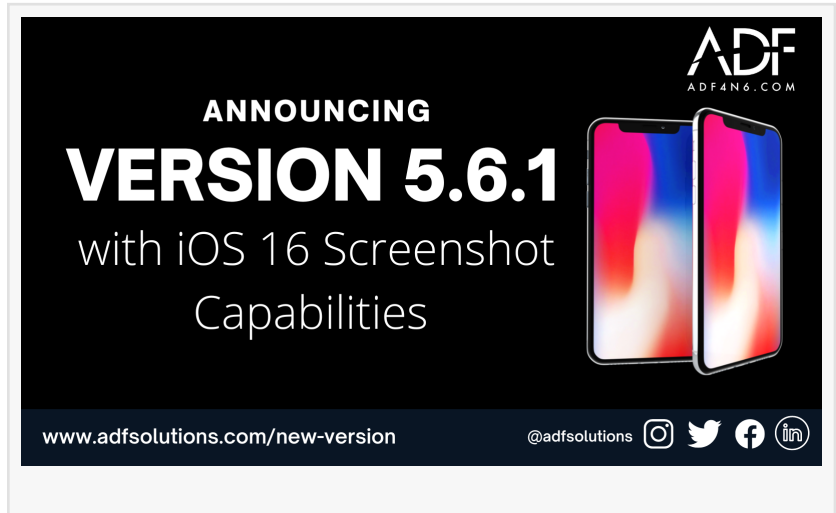 ADF
ADF4N6.COM
ANNOUNCING
VERSION 5.6.1
with iOS 16 Screenshot
Capabilities
www.adfsolutions.com/new-version
@adfsolutions
in